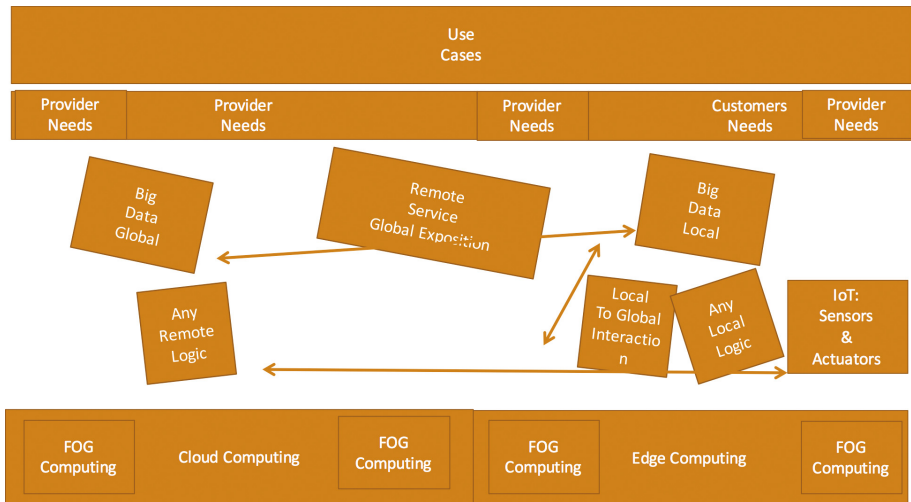 Use
Cases
Provider
Needs
Provider
Needs
Provider
Needs
Customers
Needs
Provider
Needs
Big
Data
Global
Remote
Service
Global Exposition
Big
Data
Local
Any
Remote
Logic
Local
To Global
Interactio
n
Any
Local
Logic
IoT:
Sensors
&
Actuators
FOG
Computing
Cloud Computing
FOG
Computing
FOG
Computing
Edge Computing
FOG
Computing